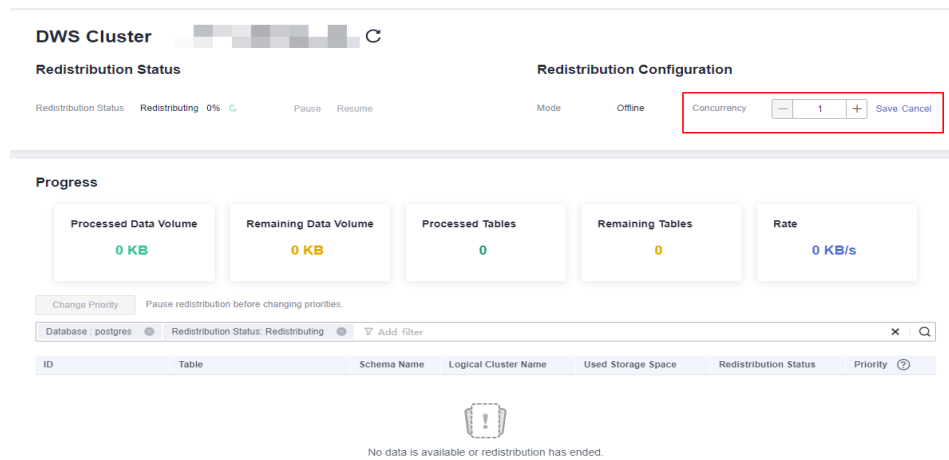 DWS Cluster
Redistribution Status
Redistribution Configuration
Redistribution Status Redistributing 0% Pause Resume
Mode Offline Concurrency — 1 + Save Cancel
Progress
Processed Data Volume Remaining Data Volume Processed Tables Remaining Tables Rate
0 KB 0 KB 0 0 0 KB/s
Change Priority Pause redistribution before changing priorities.
Database : postgres Redistribution Status: Redistributing Add filter
ID Table Schema Name Logical Cluster Name Used Storage Space Redistribution Status Priority ?
No data is available or redistribution has ended.